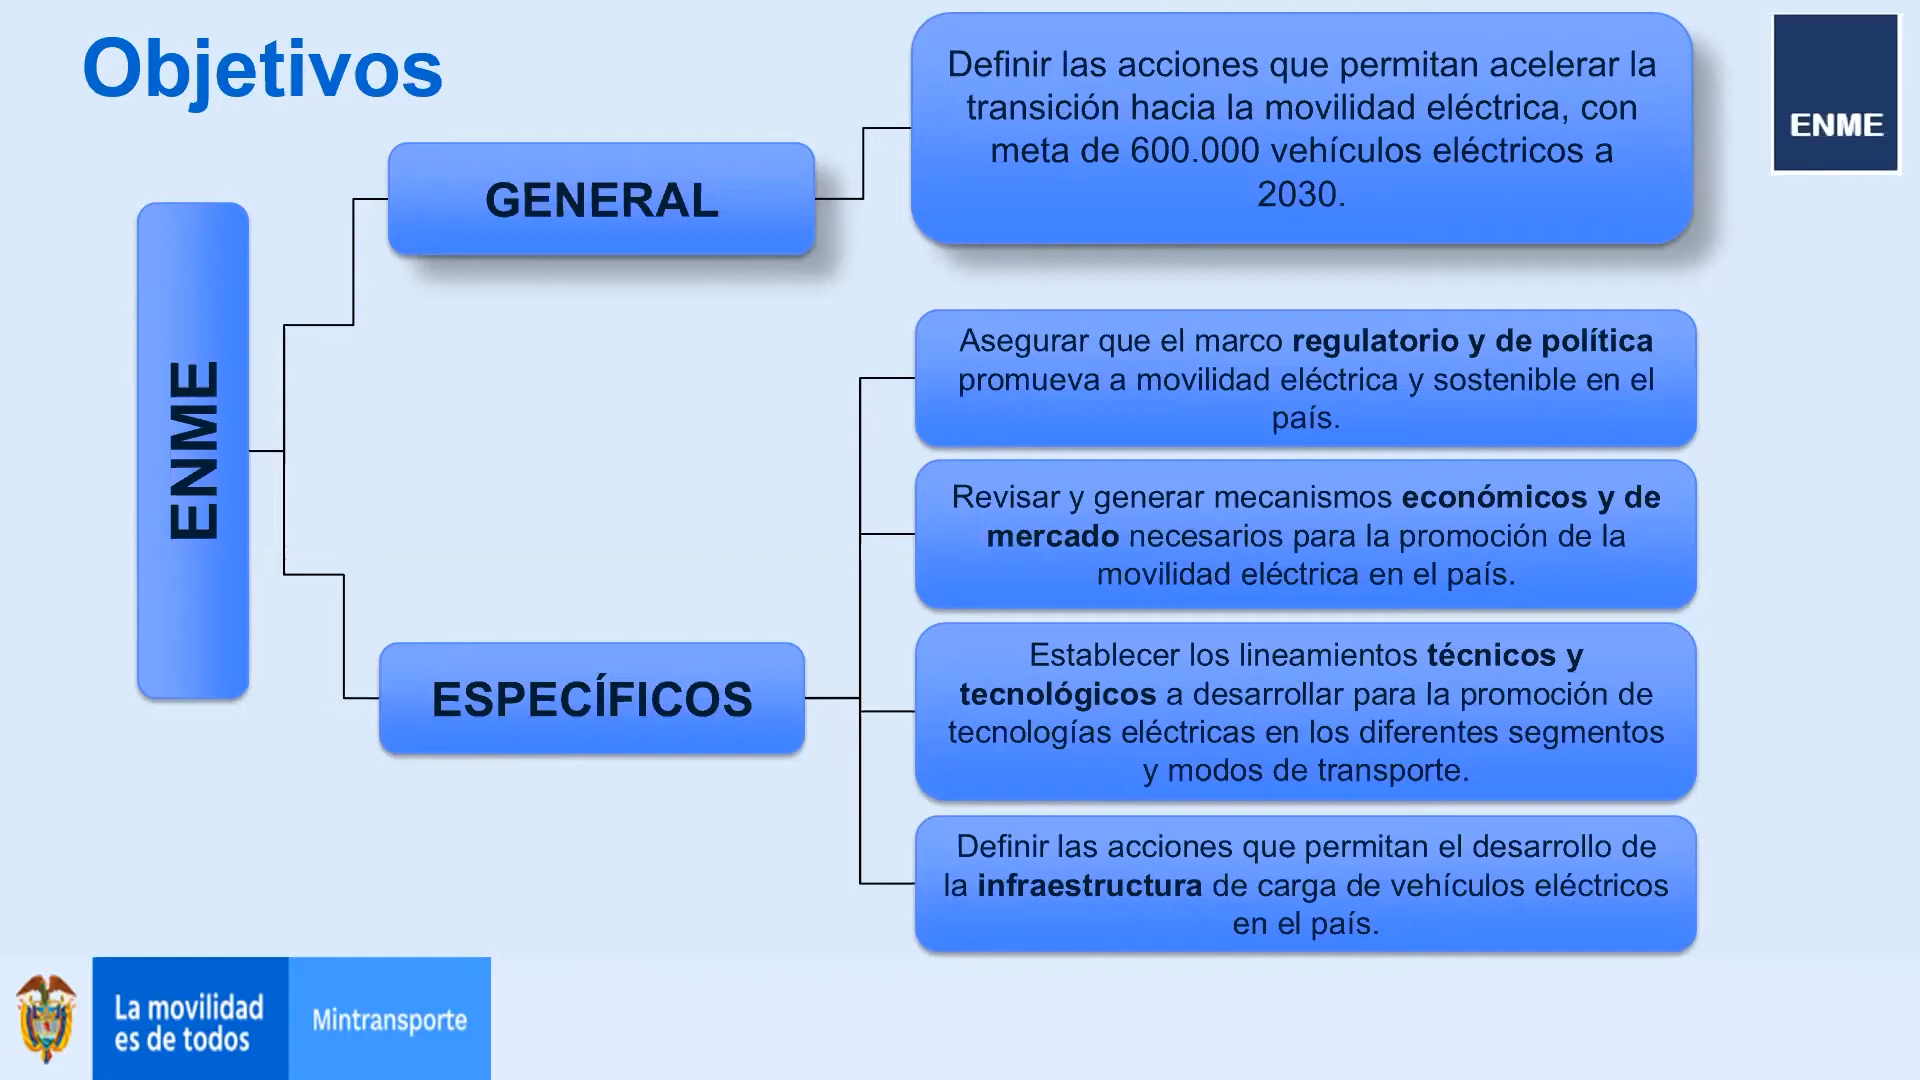 Objetivos
Definir las acciones que permitan acelerar la
transición hacia la movilidad eléctrica, con
meta de 600.000 vehículos eléctricos a
2030.
ENME
GENERAL
ENME
Asegurar que el marco regulatorio y de política
promueva a movilidad eléctrica y sostenible en el
país.
Revisar y generar mecanismos económicos y de
mercado necesarios para la promoción de la
movilidad eléctrica en el país.
ESPECÍFICOS
Establecer los lineamientos técnicos y
tecnológicos a desarrollar para la promoción de
tecnologías eléctricas en los diferentes segmentos
y modos de transporte.
Definir las acciones que permitan el desarrollo de
la infraestructura de carga de vehículos eléctricos
en el país.
La movilidad
es de todos
Mintransporte